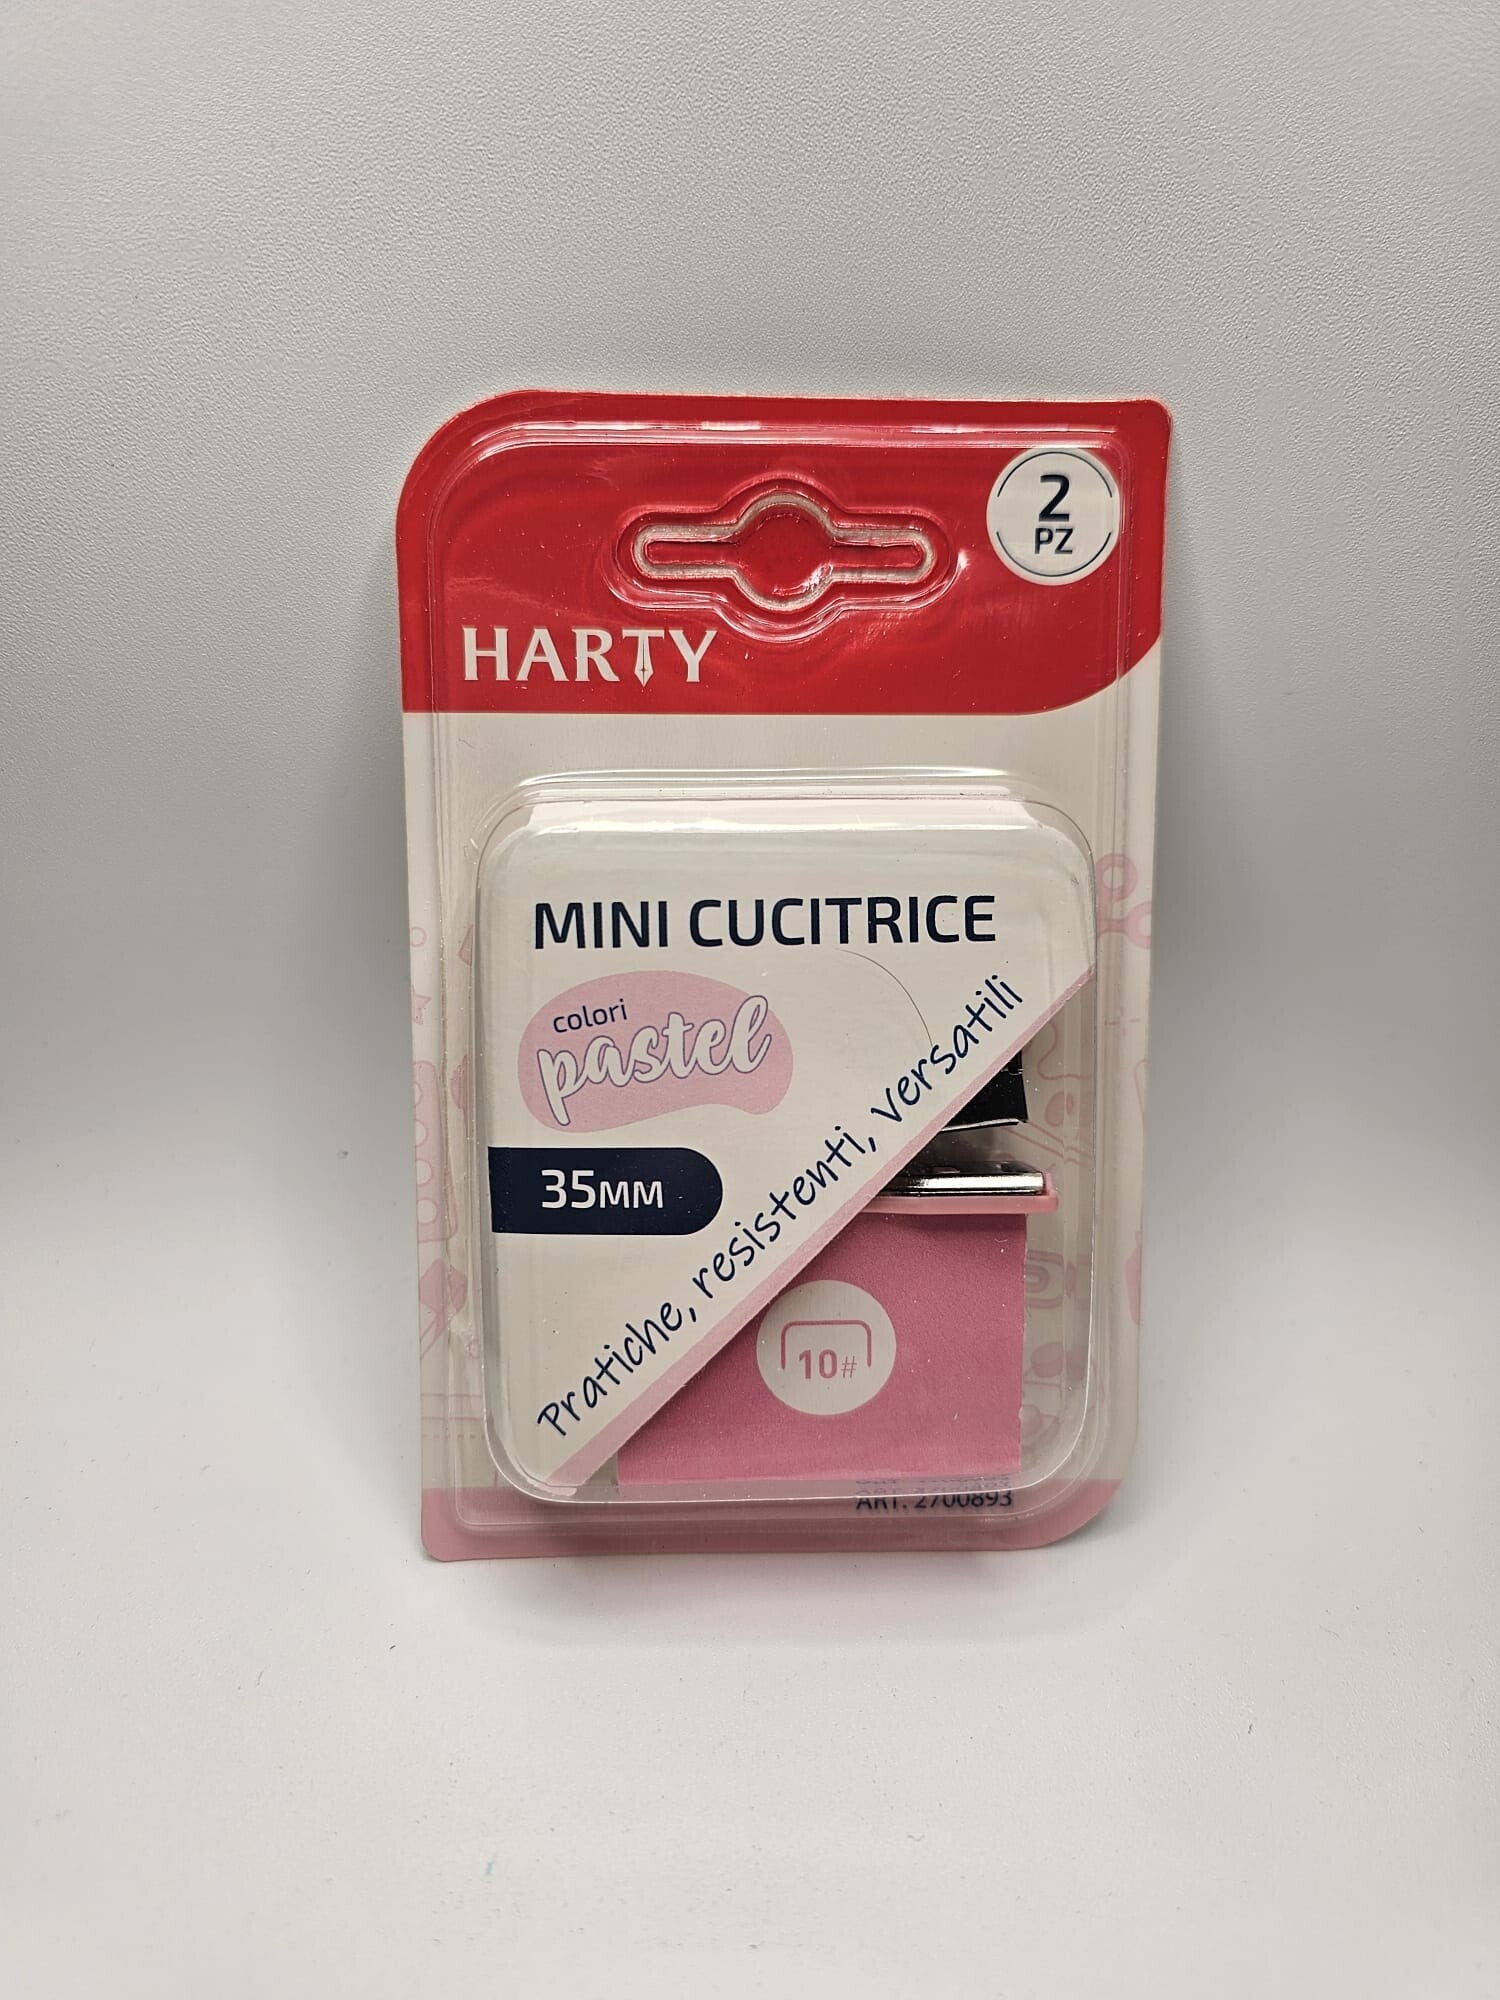 2
PZ
HARTY
MINI CUCITRICE
colori
pastel
35MM
Pratiche, resistenti, versatili
10#
ART. 2700893